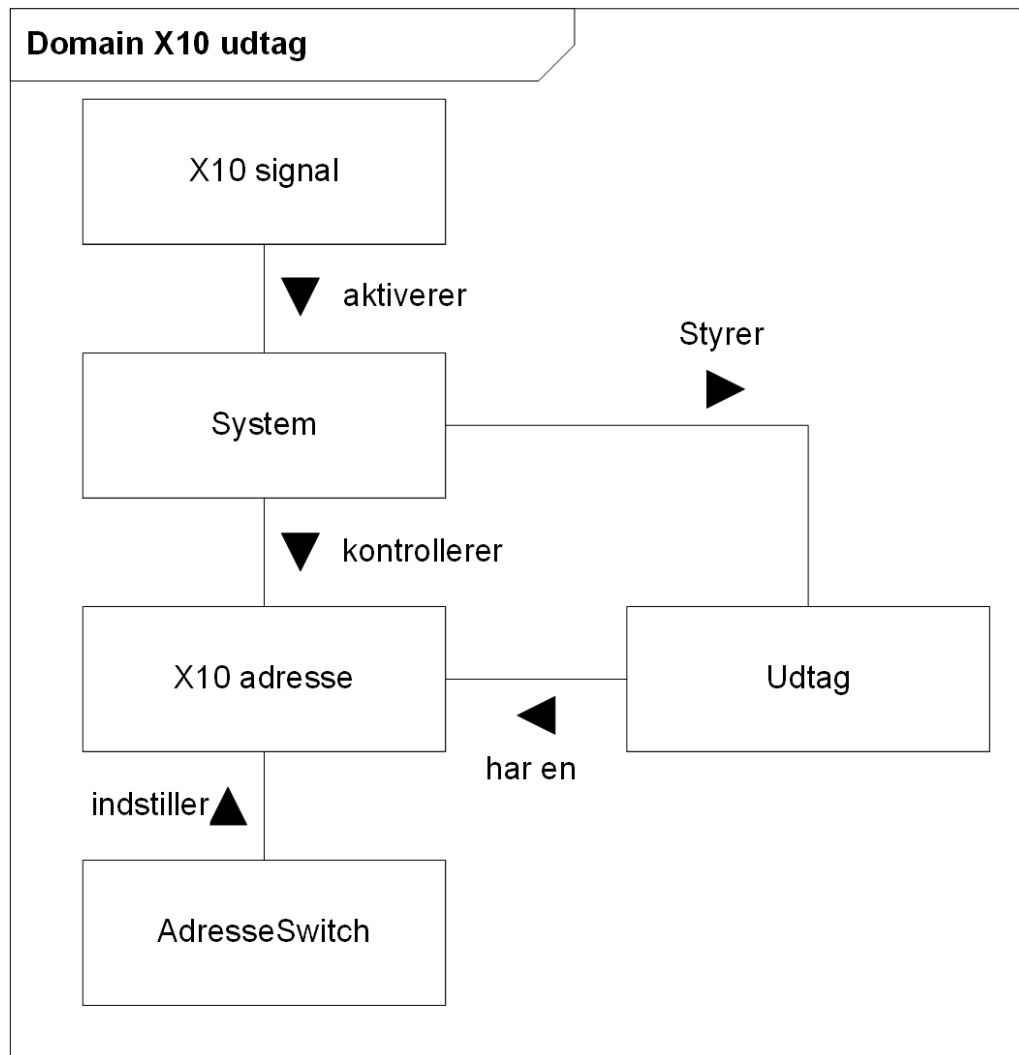 Domain X10 udtag
X10 signal
aktiverer
Styrer
System
kontrollerer
X10 adresse
Udtag
har en
indstiller
AdresseSwitch